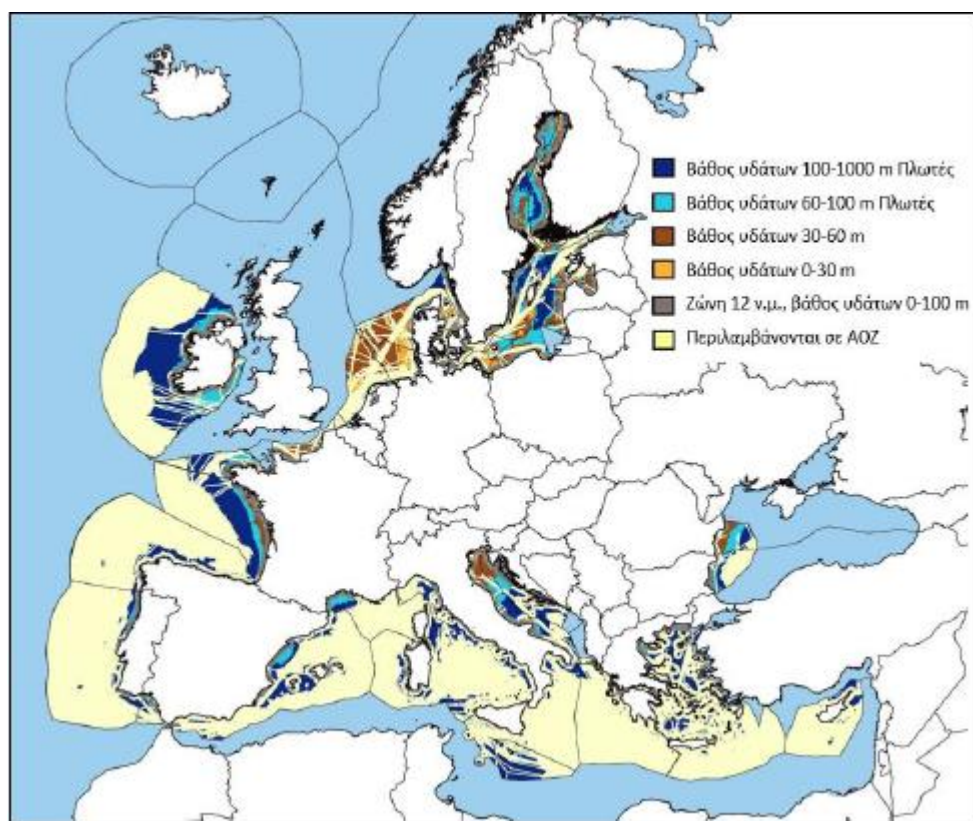 Βάθος υδάτων 100-1000 m Πλωτές
Βάθος υδάτων 60-100 m Πλωτές
Βάθος υδάτων 30-60 m
Βάθος υδάτων 0-30 m
Ζώνη 12 ν.μ., βάθος υδάτων 0-100 m
Περιλαμβάνονται σε ΑΟΖ